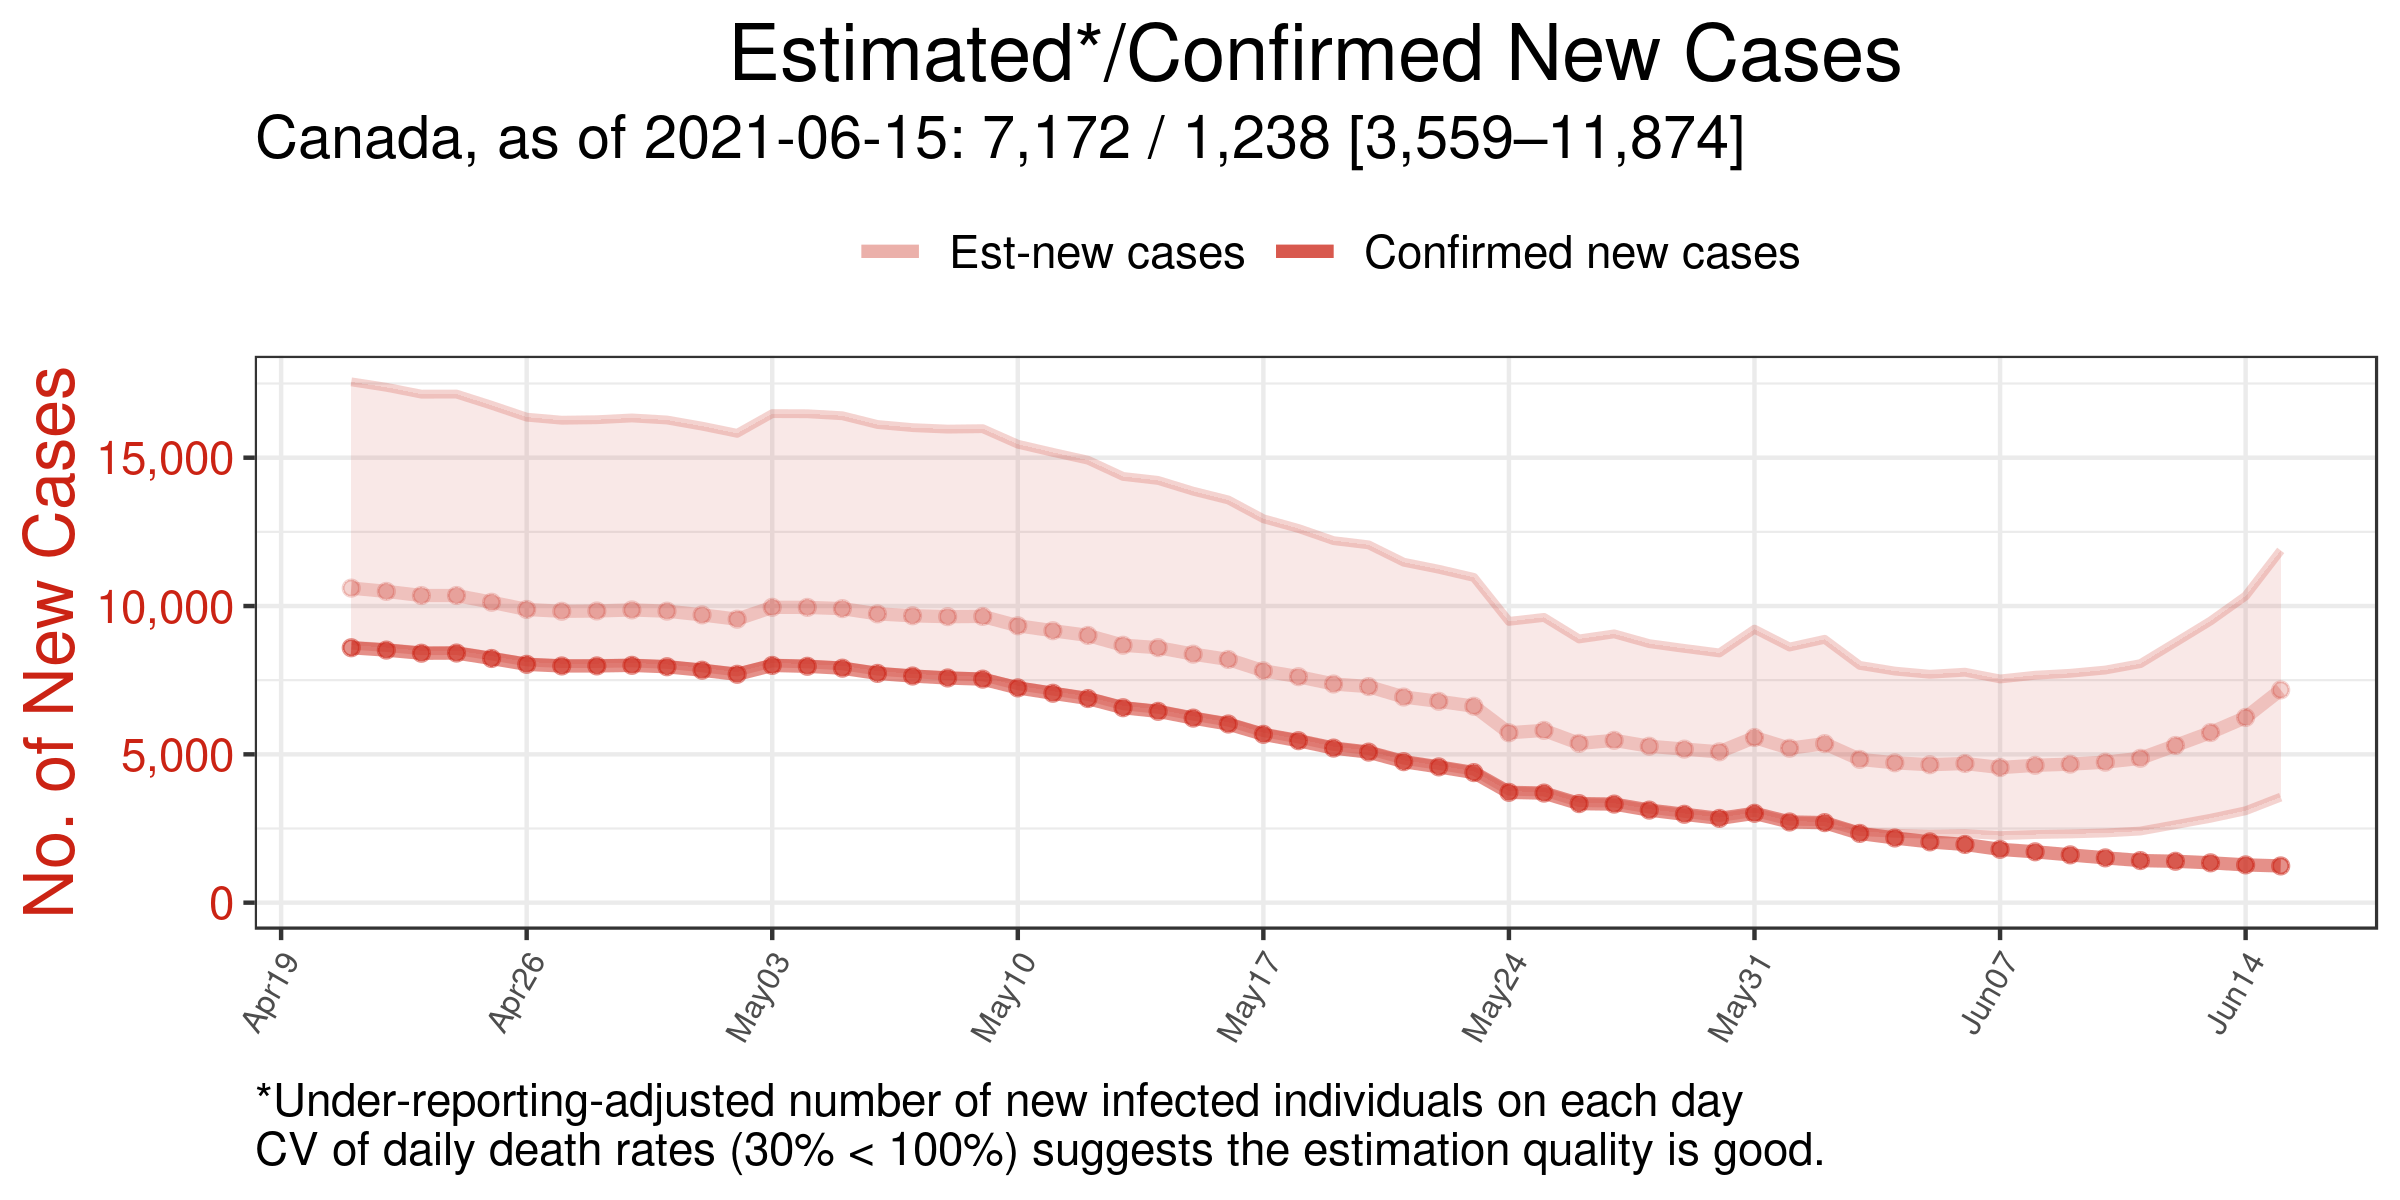 Estimated*/Confirmed New Cases
Canada, as of 2021-06-15: 7,172 / 1,238 [3,559–11,874]
Est-new cases
Confirmed new cases
No. of New Cases
15,000
10,000
5,000
0
Apr19
Apr26
May03
May10
May17
May24
May31
Jun07
Jun14
*Under-reporting-adjusted number of new infected individuals on each day
CV of daily death rates (30% < 100%) suggests the estimation quality is good.